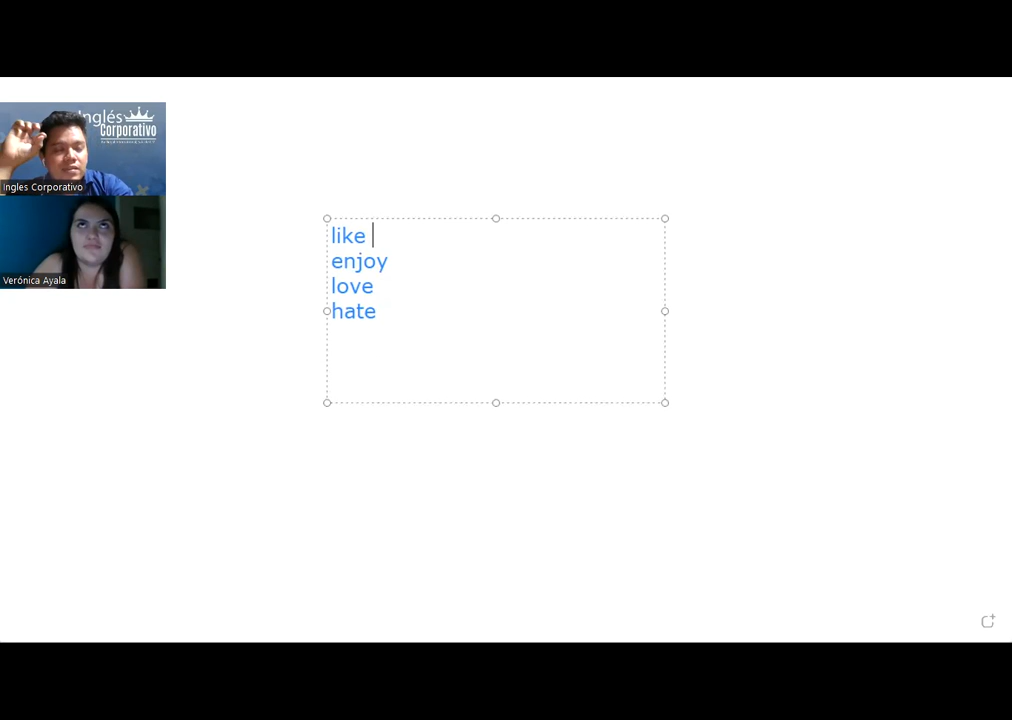 Inglés
Corporativo
Ingles Corporativo
Verónica Ayala
like
enjoy
love
hate